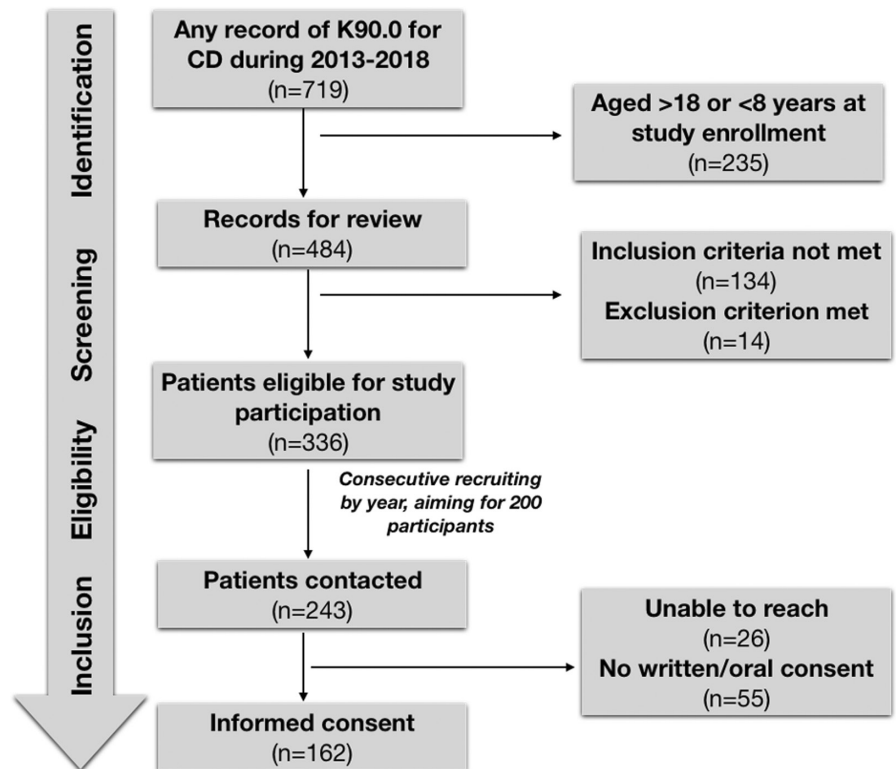 Identification
Screening
Eligibility
Inclusion
Any record of K90.0 for
CD during 2013-2018
(n=719)
Aged >18 or <8 years at
study enrollment
(n=235)
Records for review
(n=484)
Inclusion criteria not met
(n=134)
Exclusion criterion met
(n=14)
Patients eligible for study
participation
(n=336)
Consecutive recruiting
by year, aiming for 200
participants
Patients contacted
(n=243)
Unable to reach
(n=26)
No written/oral consent
(n=55)
Informed consent
(n=162)